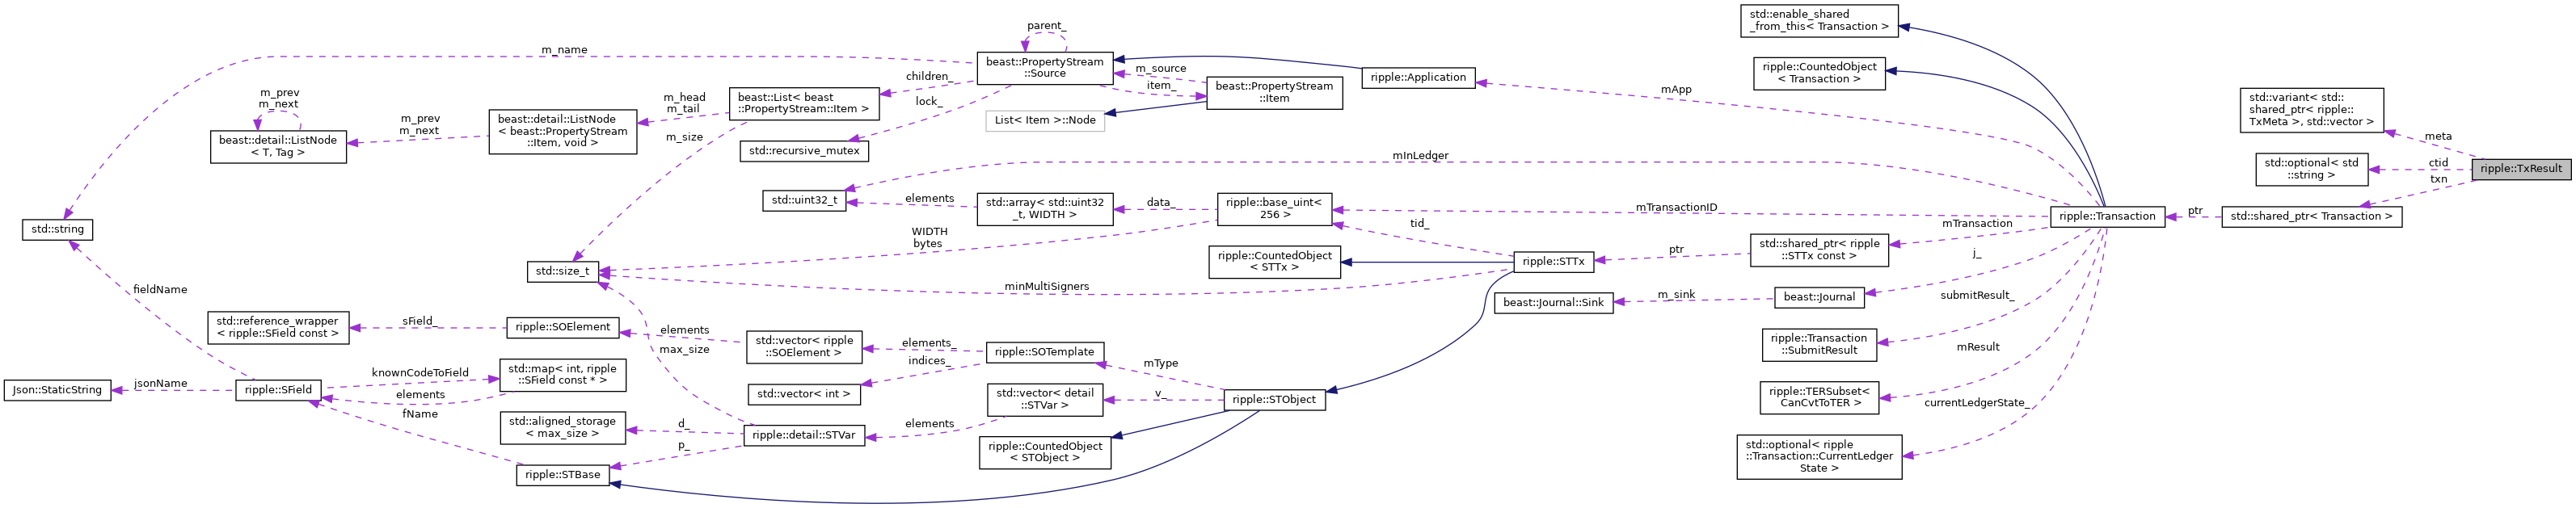 std::enable_shared
_from_this< Transaction >
ripple::CountedObject
< Transaction >
parent_
m_name
beast::PropertyStream
::Source
m_source
item_
ripple::Application
mApp
children_
lock_
beast::PropertyStream
::Item
List< Item >::Node
m_prev
m_next
beast::detail::ListNode
< T, Tag >
m_prev
m_next
beast::detail::ListNode
< beast::PropertyStream
::Item, void >
m_head
m_tail
beast::List< beast
::PropertyStream::Item >
m_size
std::recursive_mutex
std::variant< std::
shared_ptr< ripple::
TxMeta >, std::vector >
meta
std::optional< std
::string >
ctid
txn
ripple::TxResult
mInLedger
std::uint32_t
elements
std::array< std::uint32
_t, WIDTH >
data_
ripple::base_uint<
256 >
mTransactionID
ripple::Transaction
ptr
std::shared_ptr< Transaction >
std::string
WIDTH
bytes
tid_
mTransaction
std::size_t
ripple::CountedObject
< STTx >
ripple::STTx
ptr
std::shared_ptr< ripple
::STTx const >
j_
minMultiSigners
beast::Journal::Sink
m_sink
beast::Journal
submitResult_
fieldName
std::reference_wrapper
< ripple::SField const >
sField_
ripple::SOElement
elements
max_size
std::vector< ripple
::SOElement >
elements_
indices_
ripple::SOTemplate
mType
ripple::Transaction
::SubmitResult
mResult
Json::StaticString
jsonName
ripple::SField
knownCodeToField
elements
fName
std::map< int, ripple
::SField const * >
std::vector< int >
std::vector< detail
::STVar >
v_
ripple::STObject
ripple::TERSubset<
CanCvtToTER >
currentLedgerState_
std::aligned_storage
< max_size >
d_
p_
ripple::detail::STVar
elements
ripple::CountedObject
< STObject >
std::optional< ripple
::Transaction::CurrentLedger
State >
ripple::STBase